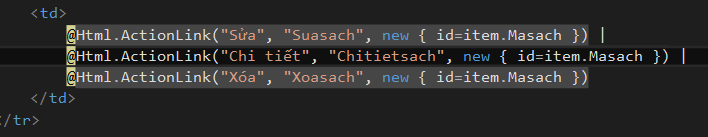 <td>
@Html.ActionLink("Sửa", "Suasach", new { id=item.Masach }) |
@Html.ActionLink("Chi tiết", "Chitietsach", new { id=item.Masach }) |
@Html.ActionLink("Xóa", "Xoasach", new { id=item.Masach })
</td>
</tr>